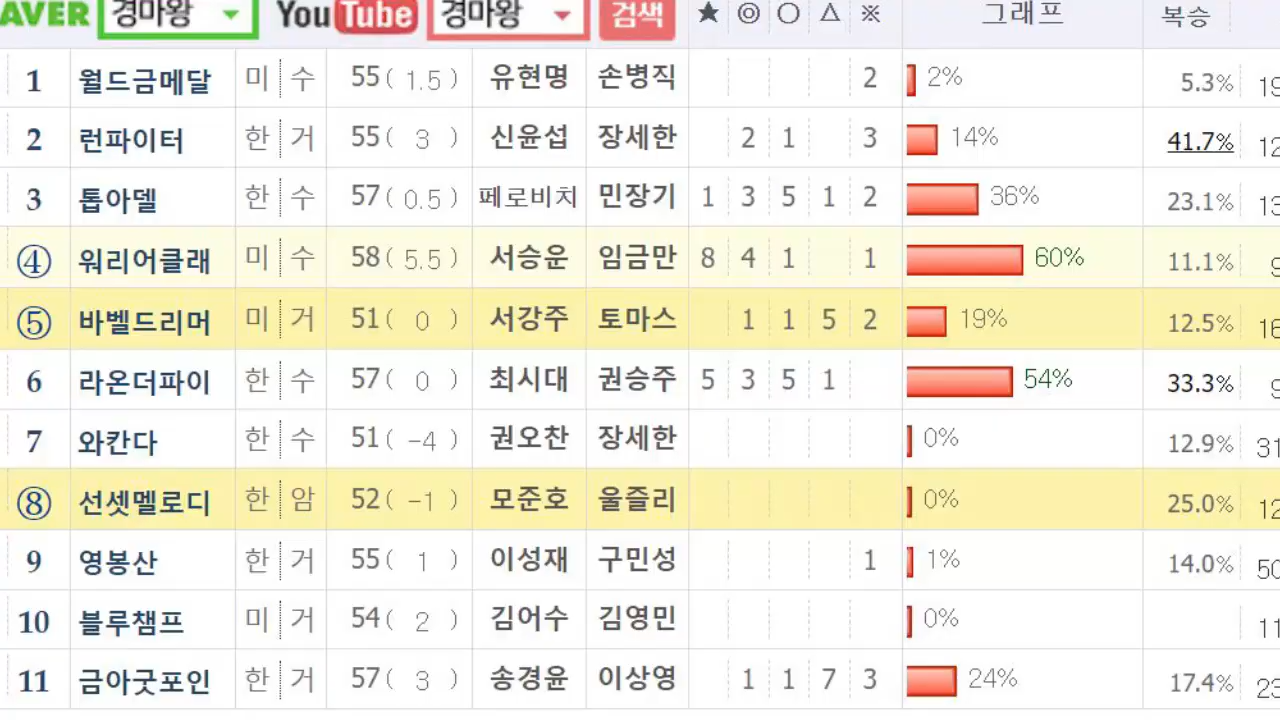 AVER 경마왕 YouTube 경마왕 검색 ★ ◎ ○ △ ※ 그래프 복승
1 월드금메달 미 수 55( 1.5 ) 유현명 손병직 2 2% 5.3% 19
2 런파이터 한 거 55( 3 ) 신윤섭 장세한 2 1 3 14% 41.7% 12
3 톱아델 한 수 57( 0.5 ) 페로비치 민장기 1 3 5 1 2 36% 23.1% 13
④ 워리어클래 미 수 58( 5.5 ) 서승운 임금만 8 4 1 1 60% 11.1% 9
⑤ 바벨드리머 미 거 51( 0 ) 서강주 토마스 1 1 5 2 19% 12.5% 16
6 라온더파이 한 수 57( 0 ) 최시대 권승주 5 3 5 1 54% 33.3% 9
7 와칸다 한 수 51( -4 ) 권오찬 장세한 0% 12.9% 31
⑧ 선셋멜로디 한 암 52( -1 ) 모준호 울즐리 0% 25.0% 12
9 영봉산 한 거 55( 1 ) 이성재 구민성 1 1% 14.0% 50
10 블루챔프 미 거 54( 2 ) 김어수 김영민 0% 11
11 금아굿포인 한 거 57( 3 ) 송경윤 이상영 1 1 7 3 24% 17.4% 23